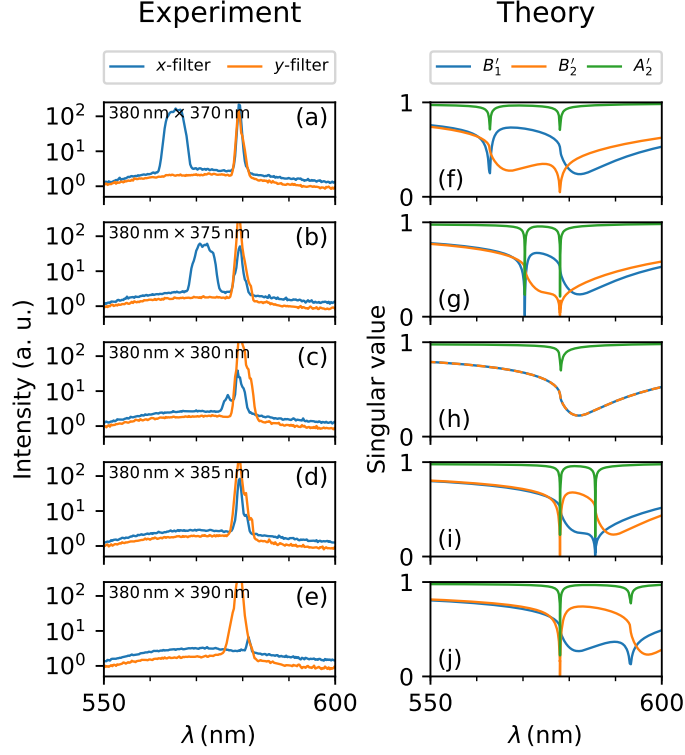 Experiment
Theory
x-filter y-filter
B′₁ B′₂ A′₂
Intensity (a. u.)
10²
10¹
10⁰
380 nm × 370 nm (a)
10²
10¹
10⁰
380 nm × 375 nm (b)
10²
10¹
10⁰
380 nm × 380 nm (c)
10²
10¹
10⁰
380 nm × 385 nm (d)
10²
10¹
10⁰
380 nm × 390 nm (e)
550 600
λ (nm)
Singular value
1
0
(f)
1
0
(g)
1
0
(h)
1
0
(i)
1
0
(j)
550 600
λ (nm)